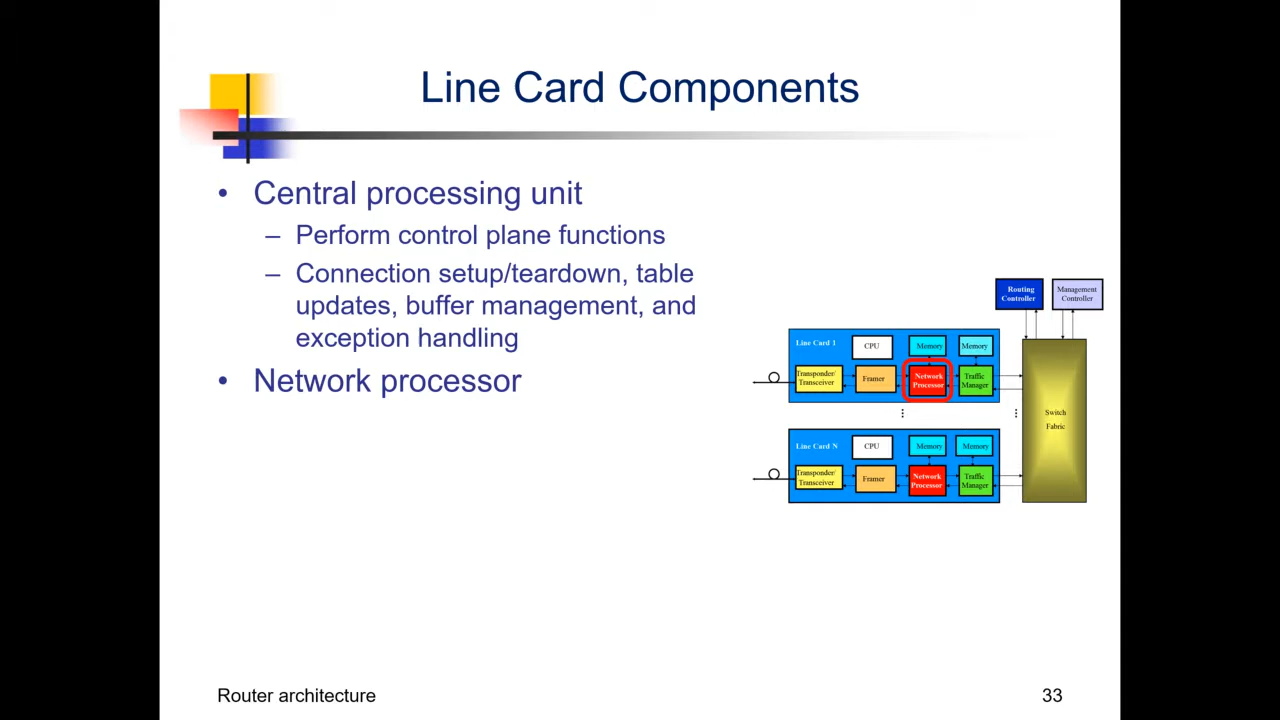 Line Card Components
• Central processing unit
– Perform control plane functions
– Connection setup/teardown, table
updates, buffer management, and
exception handling
• Network processor
Routing
Controller
Management
Controller
Line Card 1
CPU
Memory
Memory
Transponder/
Transceiver
Framer
Network
Processor
Traffic
Manager
Switch
Fabric
Line Card N
CPU
Memory
Memory
Transponder/
Transceiver
Framer
Network
Processor
Traffic
Manager
Router architecture
33